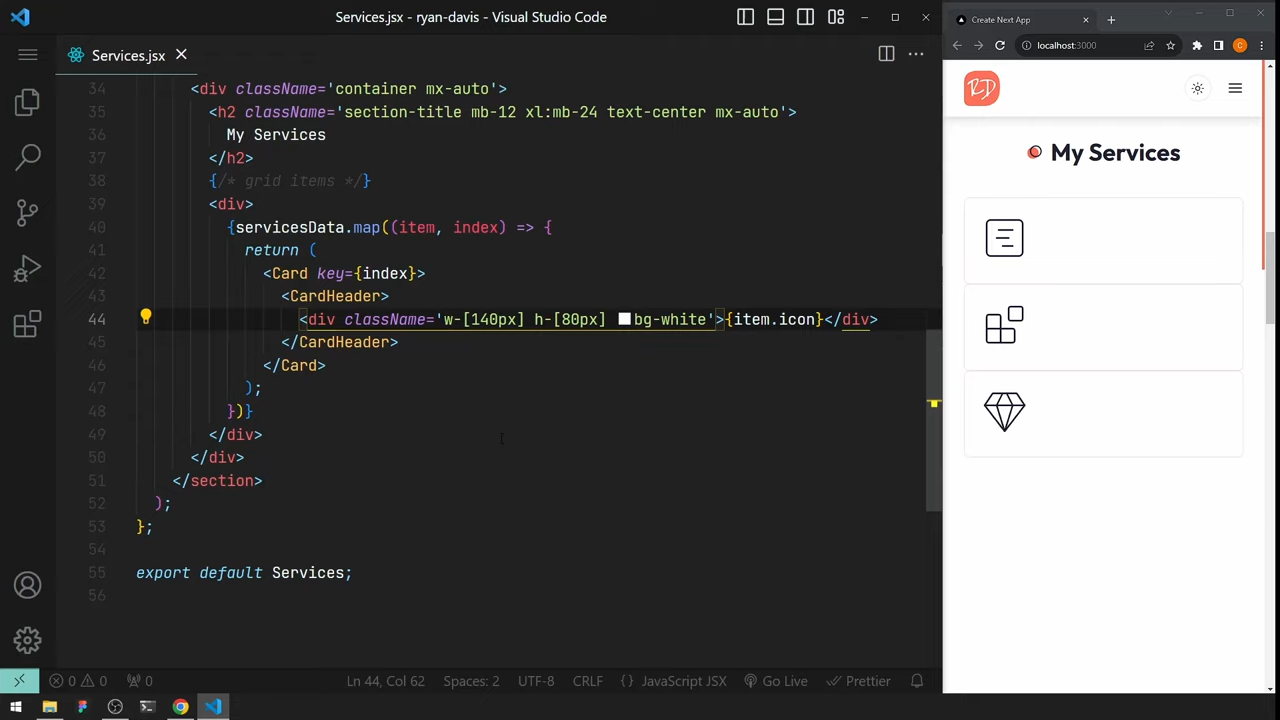 Services.jsx - ryan-davis - Visual Studio Code
Services.jsx
34 <div className='container mx-auto'>
35 <h2 className='section-title mb-12 xl:mb-24 text-center mx-auto'>
36 My Services
37 </h2>
38 {/* grid items */}
39 <div>
40 {servicesData.map((item, index) => {
41 return (
42 <Card key={index}>
43 <CardHeader>
44 <div className='w-[140px] h-[80px] bg-white'>{item.icon}</div>
45 </CardHeader>
46 </Card>
47 );
48 })}
49 </div>
50 </div>
51 </section>
52 );
53 };
54
55 export default Services;
56
0 0 0 Ln 44, Col 62 Spaces: 2 UTF-8 CRLF {} JavaScript JSX Go Live Prettier
Create Next App
localhost:3000
C
RD
My Services